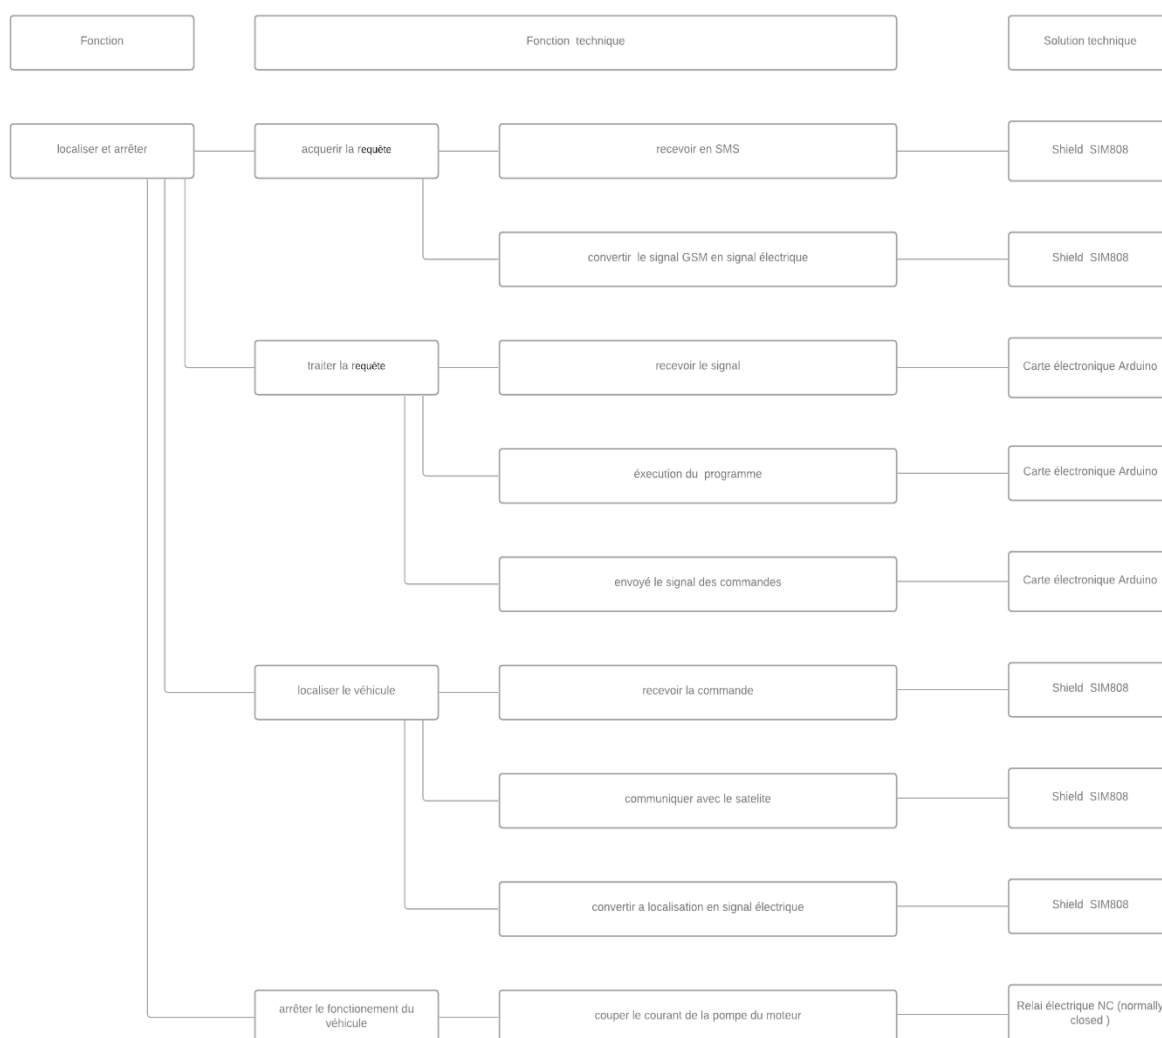 Fonction
Fonction technique
Solution technique
localiser et arrêter
acquerir la requête
recevoir en SMS
Shield SIM808
convertir le signal GSM en signal électrique
Shield SIM808
traiter la requête
recevoir le signal
Carte électronique Arduino
éxecution du programme
Carte électronique Arduino
envoyé le signal des commandes
Carte électronique Arduino
localiser le véhicule
recevoir la commande
Shield SIM808
communiquer avec le satelite
Shield SIM808
convertir a localisation en signal électrique
Shield SIM808
arrêter le fonctionement du
véhicule
couper le courant de la pompe du moteur
Relai électrique NC (normally
closed )